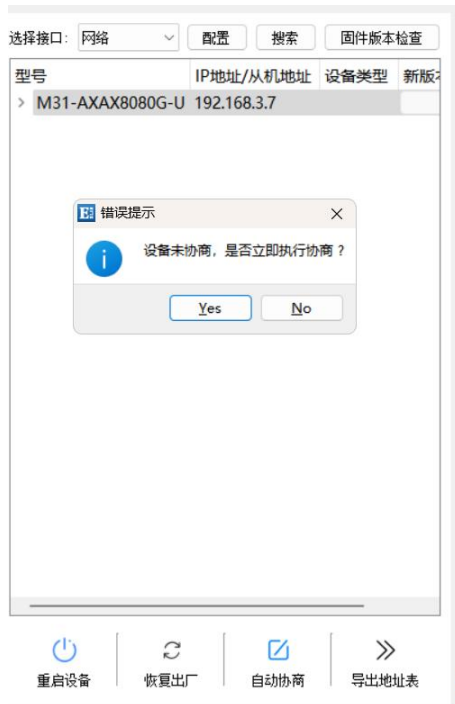 选择接口: 网络 配置 搜索 固件版本检查
型号 IP地址/从机地址 设备类型 新版
M31-AXAX8080G-U 192.168.3.7
错误提示
设备未协商，是否立即执行协商？
Yes No
重启设备 恢复出厂 自动协商 导出地址表